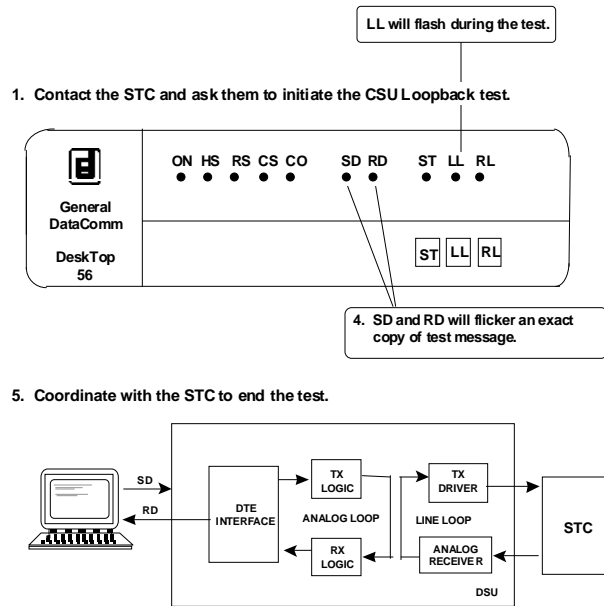 LL will flash during the test.
1. Contact the STC and ask them to initiate the CSU Loopback test.
ON HS RS CS CO SD RD ST LL RL
General
DataComm
DeskTop
56
ST LL RL
4. SD and RD will flicker an exact
copy of test message.
5. Coordinate with the STC to end the test.
SD
RD
DTE
INTERFACE
TX
LOGIC
ANALOG LOOP
RX
LOGIC
TX
DRIVER
LINE LOOP
ANALOG
RECEIVER
DSU
STC